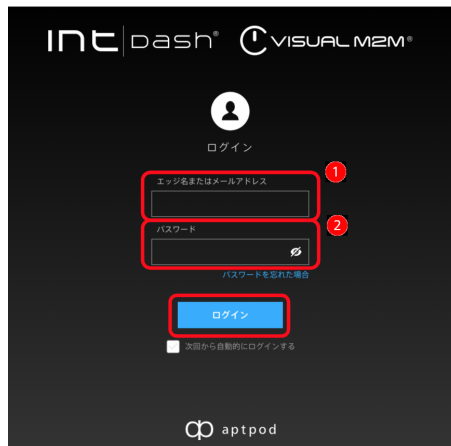 intdash® VISUAL M2M®
ログイン
1
エッジ名またはメールアドレス
2
パスワード
パスワードを忘れた場合
ログイン
次回から自動的にログインする
aptpod